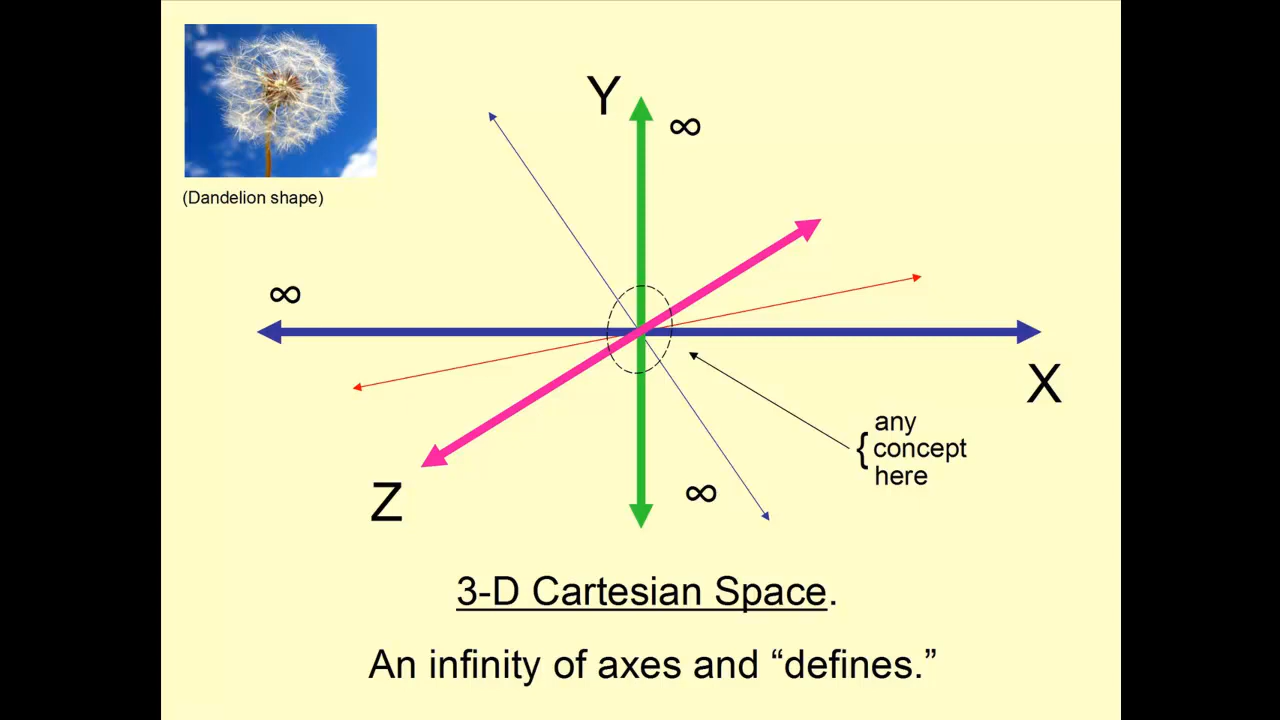 Y
∞
(Dandelion shape)
∞
X
any
{ concept
here
Z
∞
3-D Cartesian Space.
An infinity of axes and “defines.”